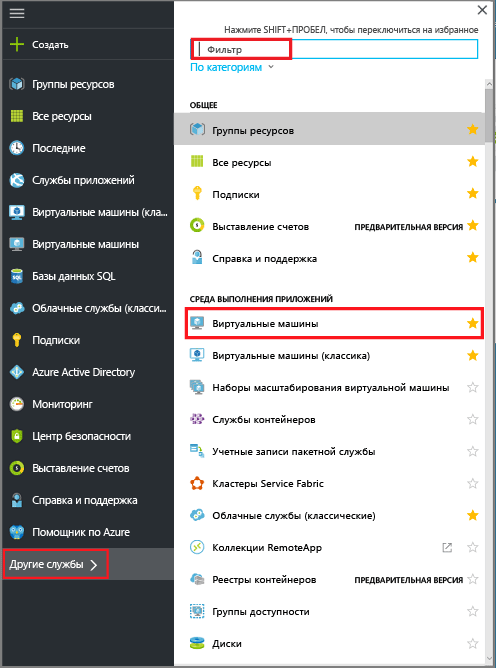 Создать
Группы ресурсов
Все ресурсы
Последние
Службы приложений
Виртуальные машины (кла...
Виртуальные машины
Базы данных SQL
Облачные службы (класси...
Подписки
Azure Active Directory
Мониторинг
Центр безопасности
Выставление счетов
Справка и поддержка
Помощник по Azure
Другие службы
Нажмите SHIFT+ПРОБЕЛ, чтобы переключиться на избранное
Фильтр
По категориям
ОБЩЕЕ
Группы ресурсов
Все ресурсы
Подписки
Выставление счетов ПРЕДВАРИТЕЛЬНАЯ ВЕРСИЯ
Справка и поддержка
СРЕДА ВЫПОЛНЕНИЯ ПРИЛОЖЕНИЙ
Виртуальные машины
Виртуальные машины (классика)
Наборы масштабирования виртуальной машины
Службы контейнеров
Учетные записи пакетной службы
Кластеры Service Fabric
Облачные службы (классические)
Коллекции RemoteApp
Реестры контейнеров ПРЕДВАРИТЕЛЬНАЯ ВЕРСИЯ
Группы доступности
Диски